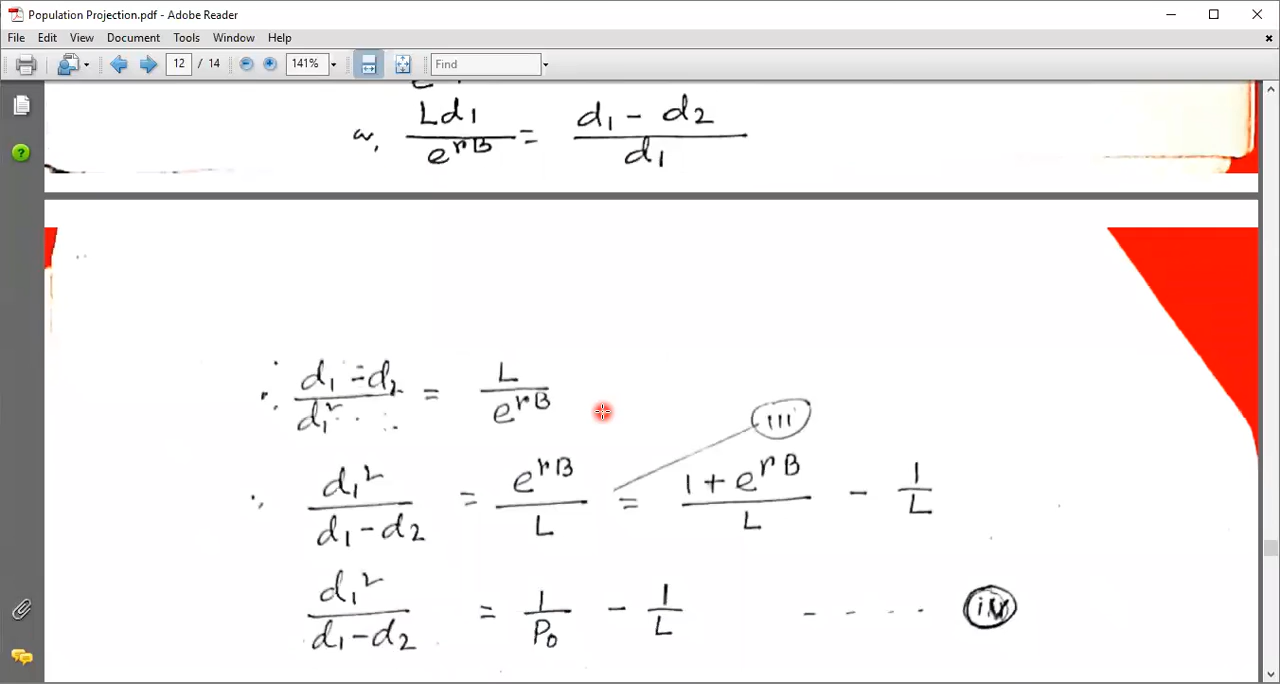 Population Projection.pdf - Adobe Reader
File Edit View Document Tools Window Help
12 / 14 141% Find
Ld1 / e^rB = d1 - d2 / d1
∴ d1 - d2 / d1² = L / e^rB
∴ d1² / d1 - d2 = e^rB / L = 1 + e^rB / L - 1 / L
iii
d1² / d1 - d2 = 1 / P0 - 1 / L - - - - iv